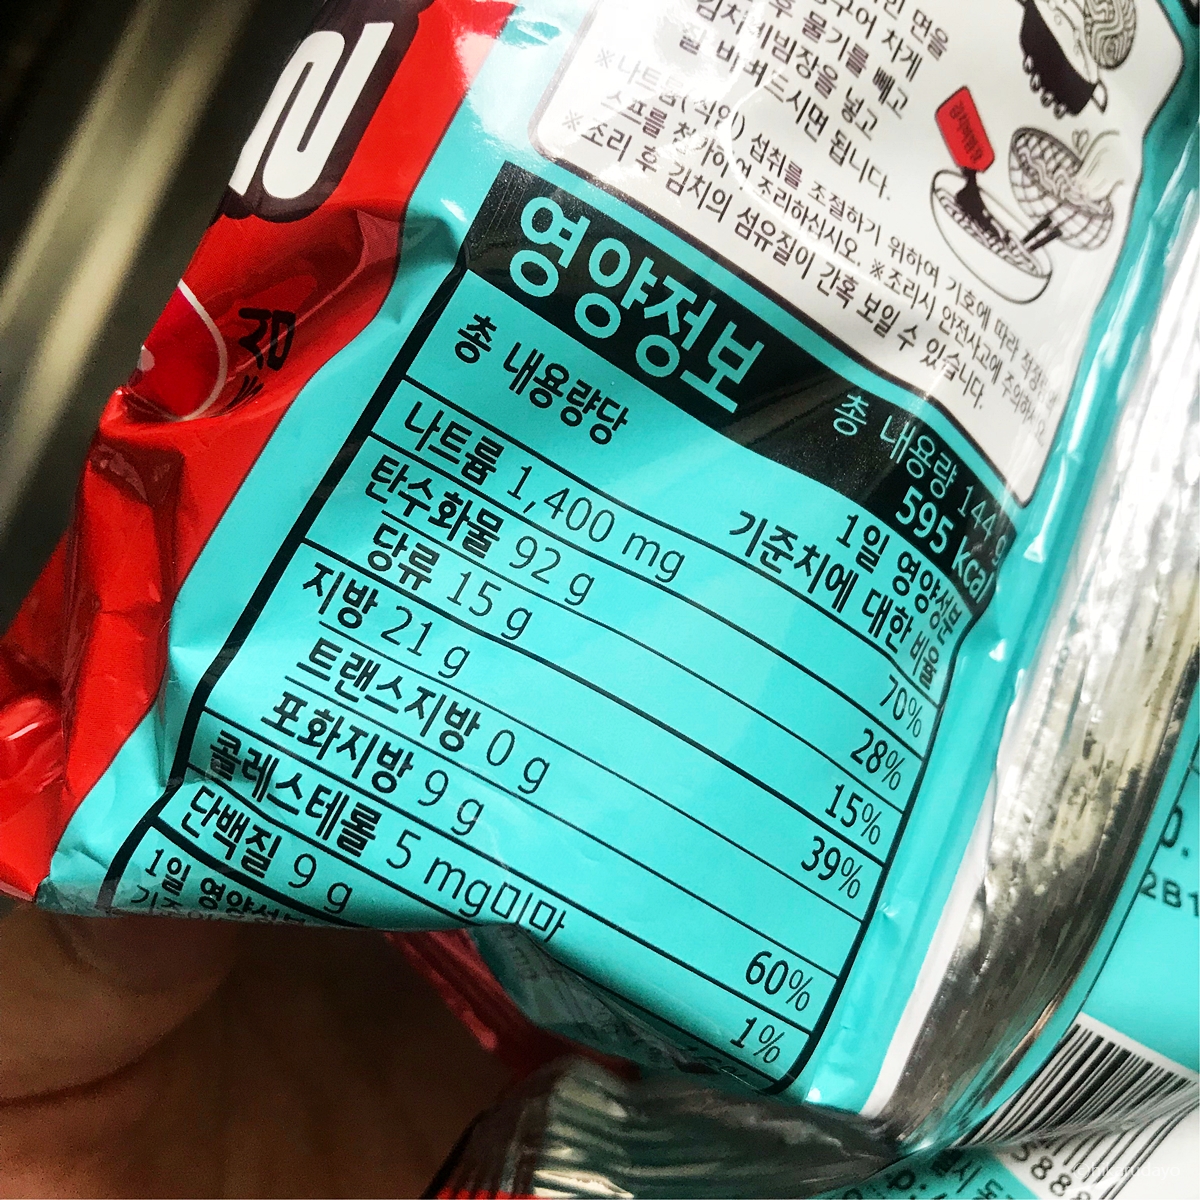 면을
차게
물기를 빼고
김치비빔장을 넣고
잘 비벼드시면 됩니다.
※나트륨(식염) 섭취를 조절하기 위하여 기호에 따라 적정량의
스프를 첨가하여 조리하십시오. ※조리시 안전사고에 주의하십시오.
※조리 후 김치의 섬유질이 간혹 보일 수 있습니다.
영양정보
총 내용량 144 g
595 kcal
총 내용량당
1일 영양성분
기준치에 대한 비율
나트륨 1,400 mg 70%
탄수화물 92 g 28%
당류 15 g 15%
지방 21 g 39%
트랜스지방 0 g
포화지방 9 g 60%
콜레스테롤 5 mg미만 1%
단백질 9 g
1일 영양성분
2B1